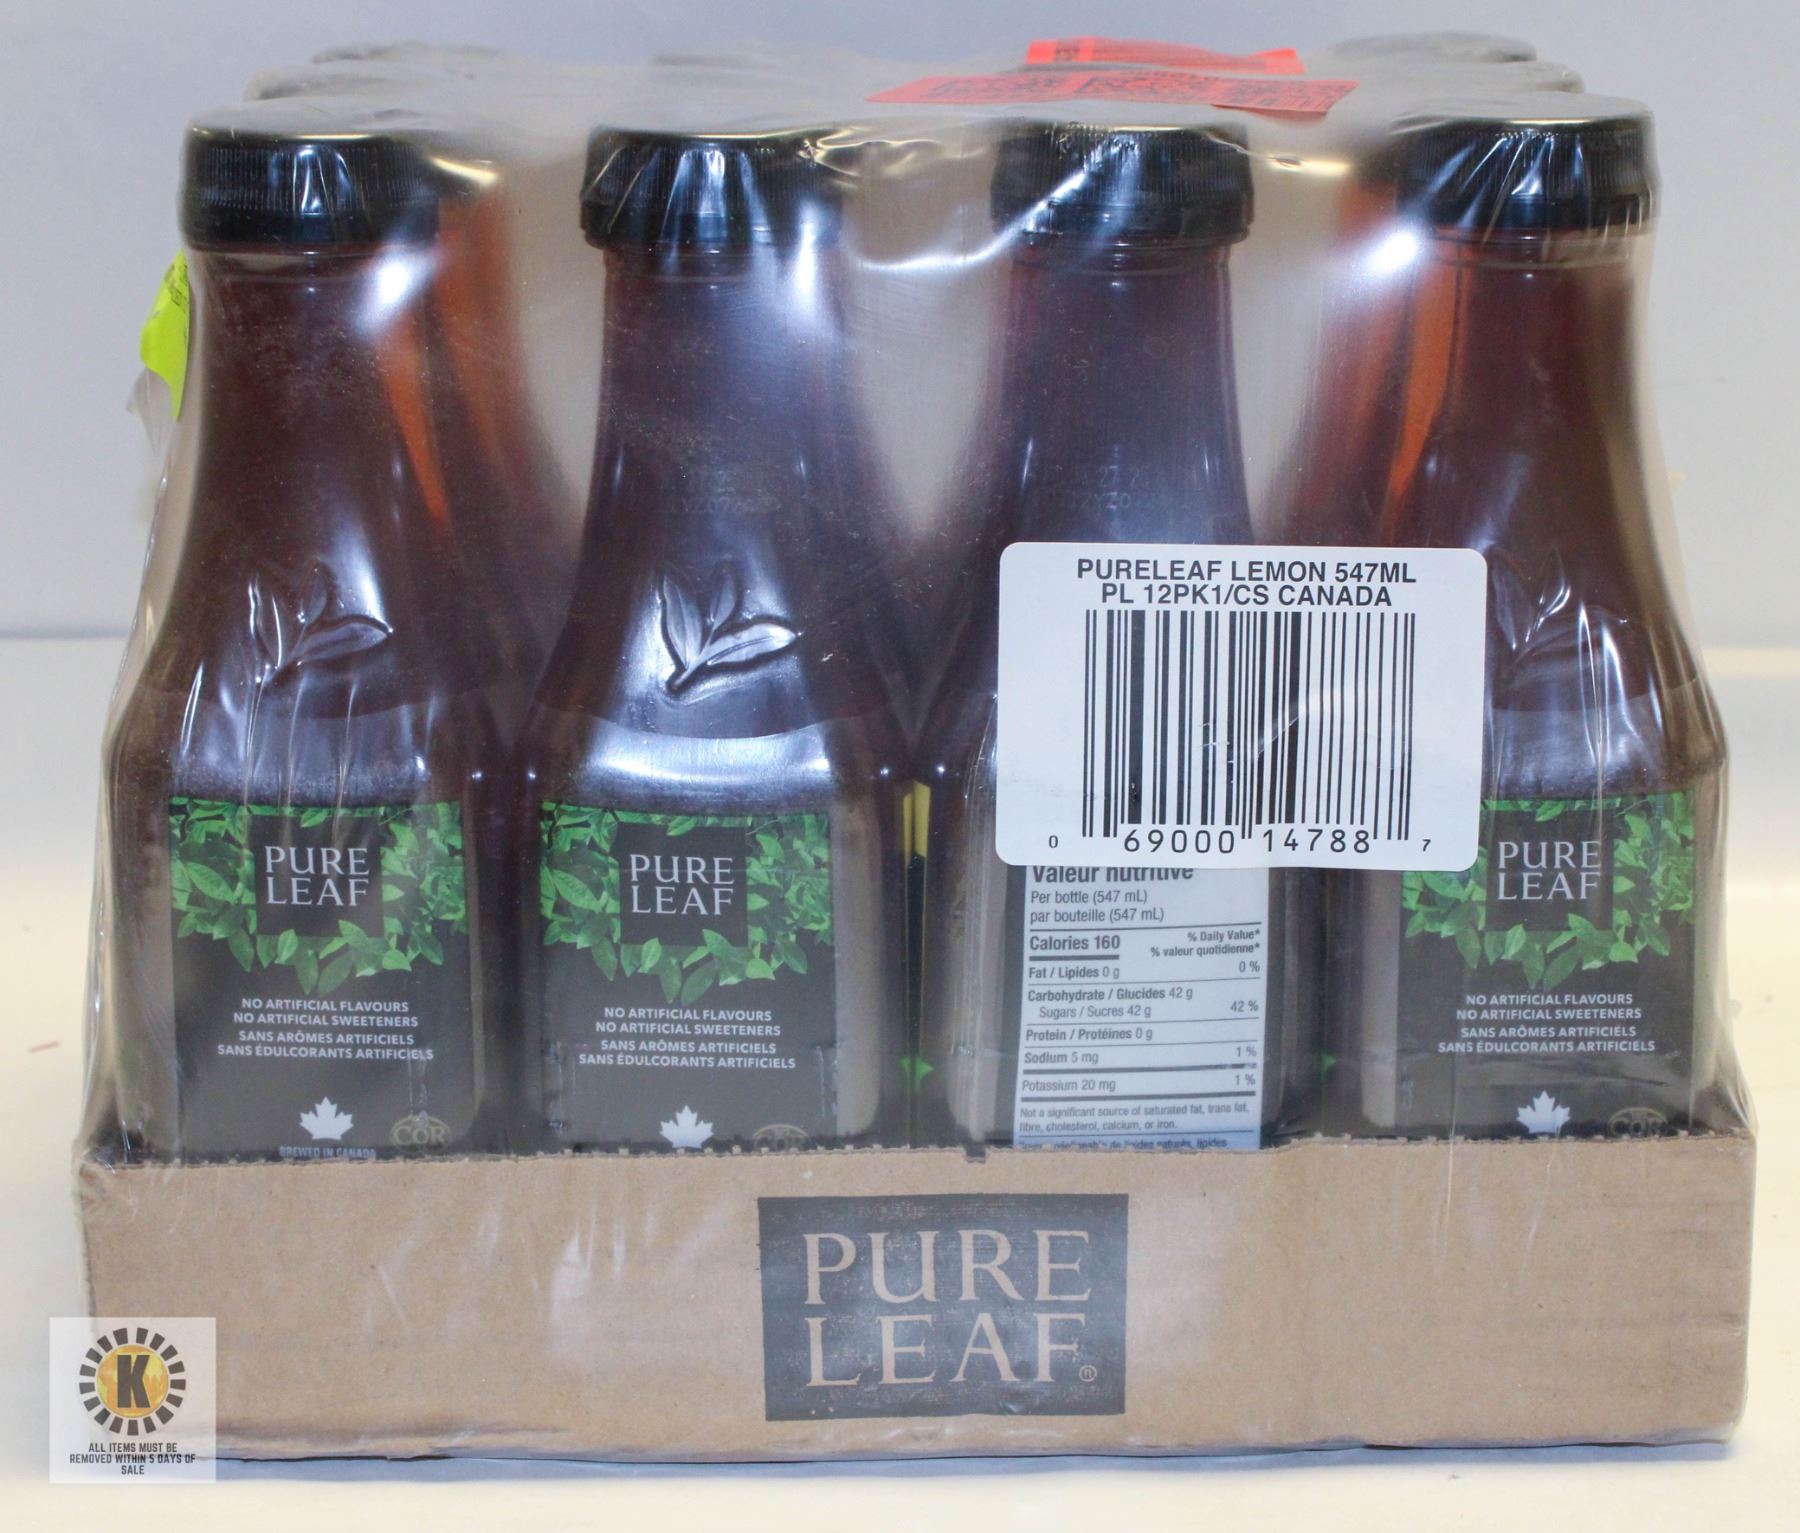 PURELEAF LEMON 547ML
PL 12PK1/CS CANADA
0 69000 14788 7
PURE
LEAF
NO ARTIFICIAL FLAVOURS
NO ARTIFICIAL SWEETENERS
SANS ARÔMES ARTIFICIELS
SANS ÉDULCORANTS ARTIFICIELS
COR
BREWED IN CANADA
PURE
LEAF
NO ARTIFICIAL FLAVOURS
NO ARTIFICIAL SWEETENERS
SANS ARÔMES ARTIFICIELS
SANS ÉDULCORANTS ARTIFICIELS
COR
Valeur nutritive
Per bottle (547 mL)
par bouteille (547 mL)
Calories 160
% Daily Value*
% valeur quotidienne*
Fat / Lipides 0 g 0 %
Carbohydrate / Glucides 42 g
Sugars / Sucres 42 g 42 %
Protein / Protéines 0 g
Sodium 5 mg 1 %
Potassium 20 mg 1 %
Not a significant source of saturated fat, trans fat,
fibre, cholesterol, calcium, or iron.
PURE
LEAF
NO ARTIFICIAL FLAVOURS
NO ARTIFICIAL SWEETENERS
SANS ARÔMES ARTIFICIELS
SANS ÉDULCORANTS ARTIFICIELS
COR
PURE
LEAF®
K
ALL ITEMS MUST BE
REMOVED WITHIN 5 DAYS OF
SALE